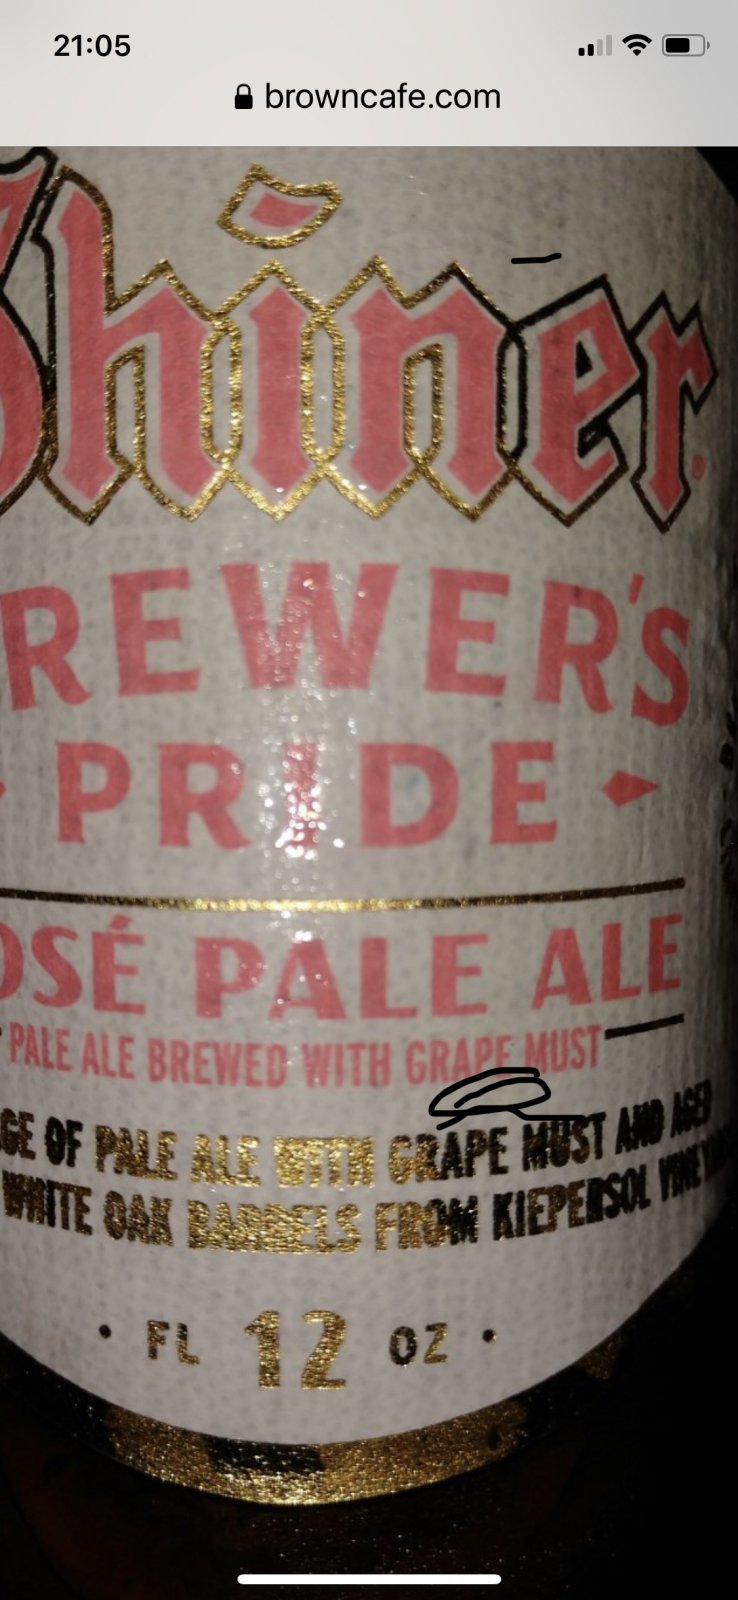 21:05
browncafe.com
Shiner
REWER'S
PRIDE
OSÉ PALE ALE
PALE ALE BREWED WITH GRAPE MUST
GE OF PALE ALE WITH GRAPE MUST AND AGED
WHITE OAK BARRELS FROM KIEPERSOL VINEYA
FL 12 OZ